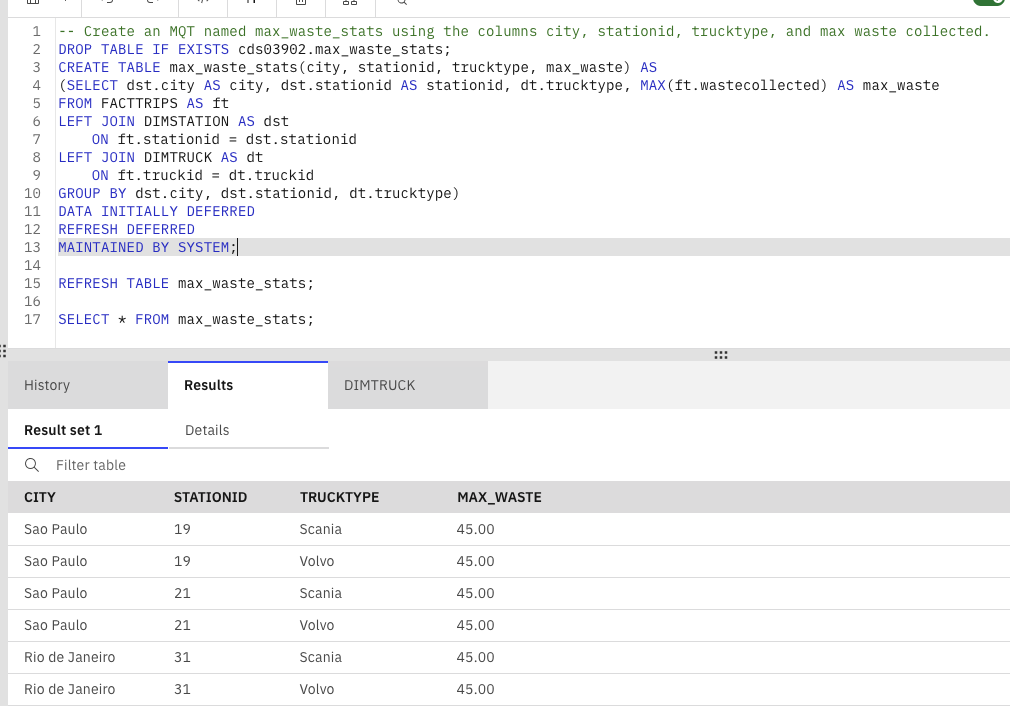 1 -- Create an MQT named max_waste_stats using the columns city, stationid, trucktype, and max waste collected.
2 DROP TABLE IF EXISTS cds03902.max_waste_stats;
3 CREATE TABLE max_waste_stats(city, stationid, trucktype, max_waste) AS
4 (SELECT dst.city AS city, dst.stationid AS stationid, dt.trucktype, MAX(ft.wastecollected) AS max_waste
5 FROM FACTTRIPS AS ft
6 LEFT JOIN DIMSTATION AS dst
7     ON ft.stationid = dst.stationid
8 LEFT JOIN DIMTRUCK AS dt
9     ON ft.truckid = dt.truckid
10 GROUP BY dst.city, dst.stationid, dt.trucktype)
11 DATA INITIALLY DEFERRED
12 REFRESH DEFERRED
13 MAINTAINED BY SYSTEM;
14
15 REFRESH TABLE max_waste_stats;
16
17 SELECT * FROM max_waste_stats;
History Results DIMTRUCK
Result set 1 Details
Filter table
CITY STATIONID TRUCKTYPE MAX_WASTE
Sao Paulo 19 Scania 45.00
Sao Paulo 19 Volvo 45.00
Sao Paulo 21 Scania 45.00
Sao Paulo 21 Volvo 45.00
Rio de Janeiro 31 Scania 45.00
Rio de Janeiro 31 Volvo 45.00